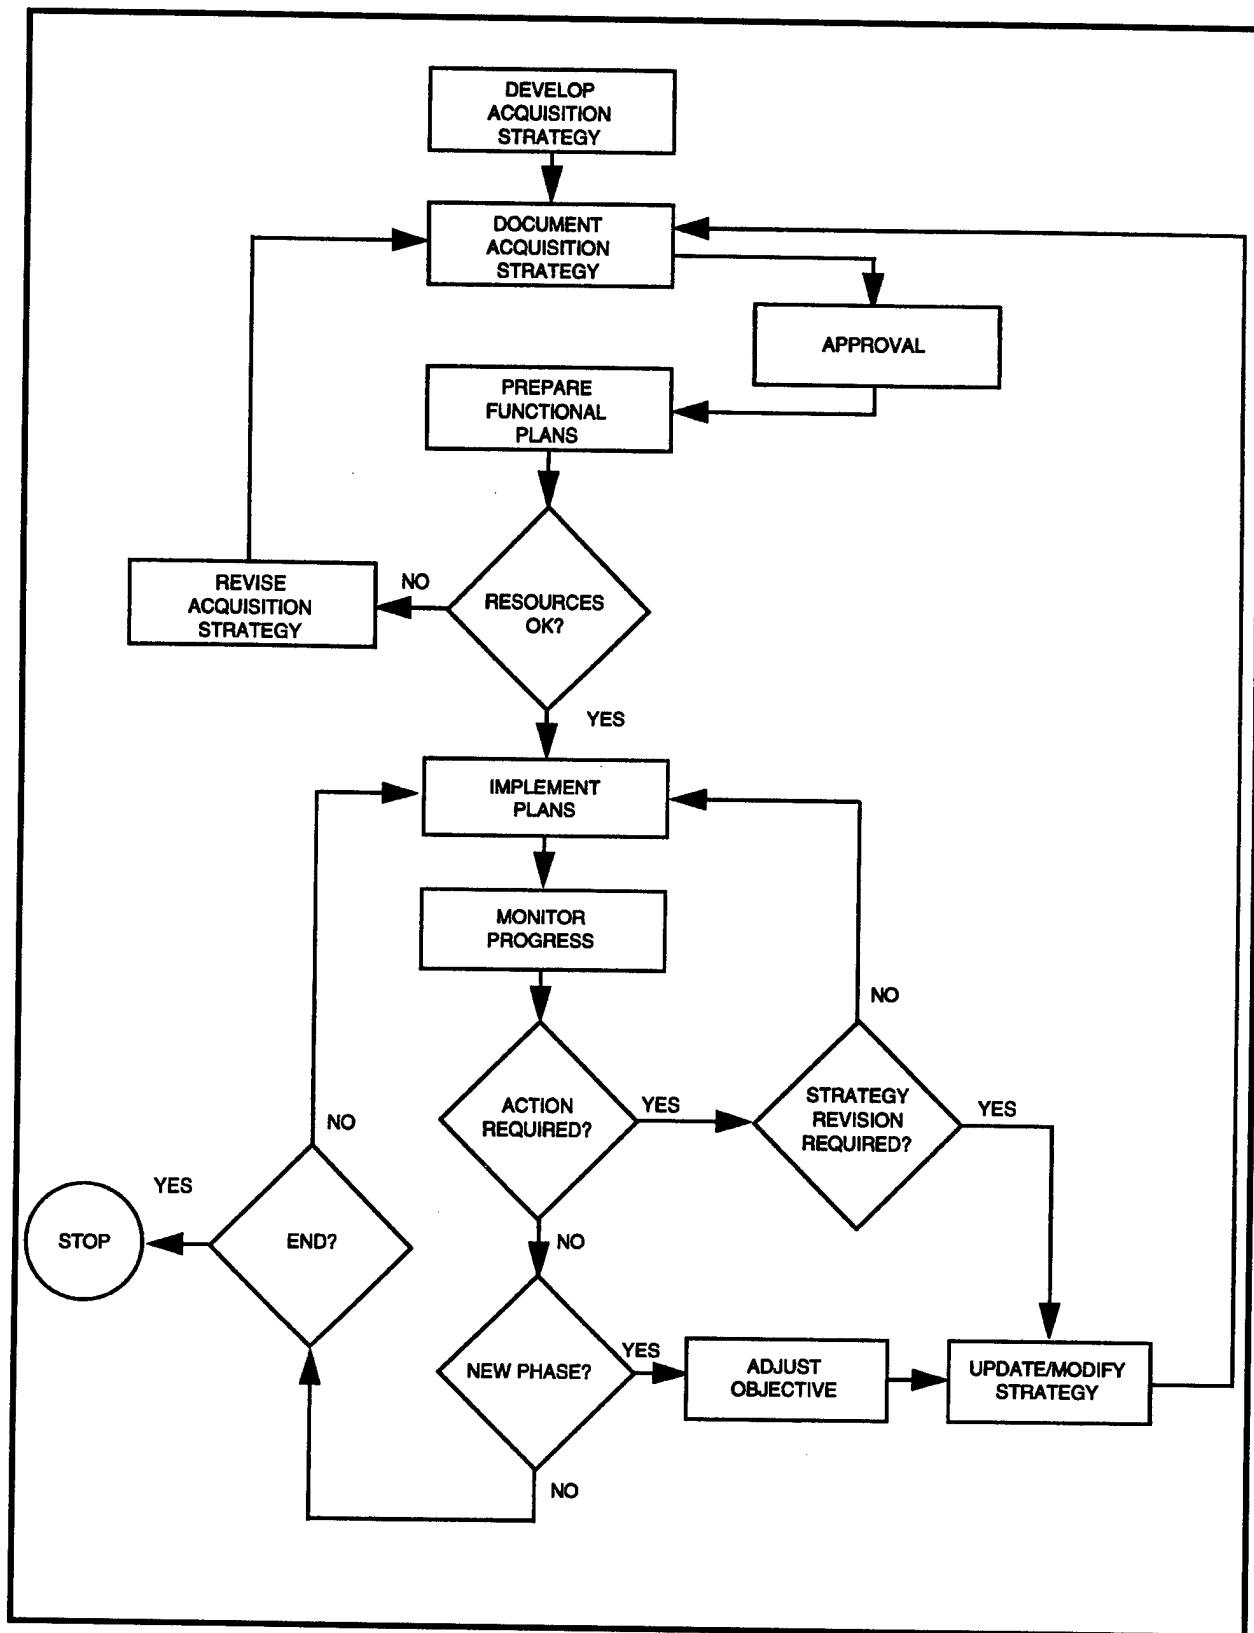 DEVELOP
ACQUISITION
STRATEGY
DOCUMENT
ACQUISITION
STRATEGY
APPROVAL
PREPARE
FUNCTIONAL
PLANS
REVISE
ACQUISITION
STRATEGY
NO
RESOURCES
OK?
YES
IMPLEMENT
PLANS
MONITOR
PROGRESS
NO
ACTION
REQUIRED?
YES
STRATEGY
REVISION
REQUIRED?
YES
NO
YES
STOP
END?
NO
NEW PHASE?
YES
ADJUST
OBJECTIVE
UPDATE/MODIFY
STRATEGY
NO